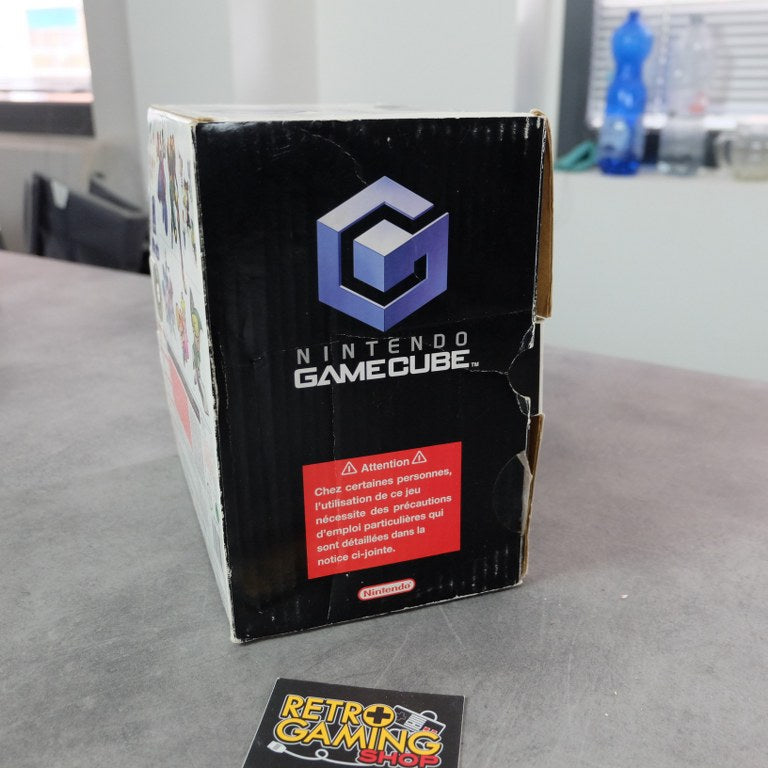 NINTENDO
GAMECUBE™
⚠ Attention ⚠
Chez certaines personnes,
l'utilisation de ce jeu
nécessite des précautions
d'emploi particulières qui
sont détaillées dans la
notice ci-jointe.
Nintendo®
RETRO
GAMING
SHOP